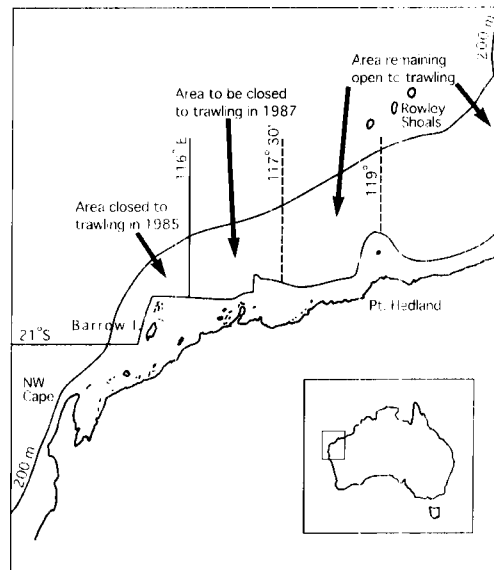 200 m
Area remaining
open to trawling
Area to be closed
to trawling in 1987
Rowley
Shoals
116° E
117° 30'
119°
Area closed to
trawling in 1985
Pt. Hedland
Barrow I.
21°S
NW
Cape
200 m